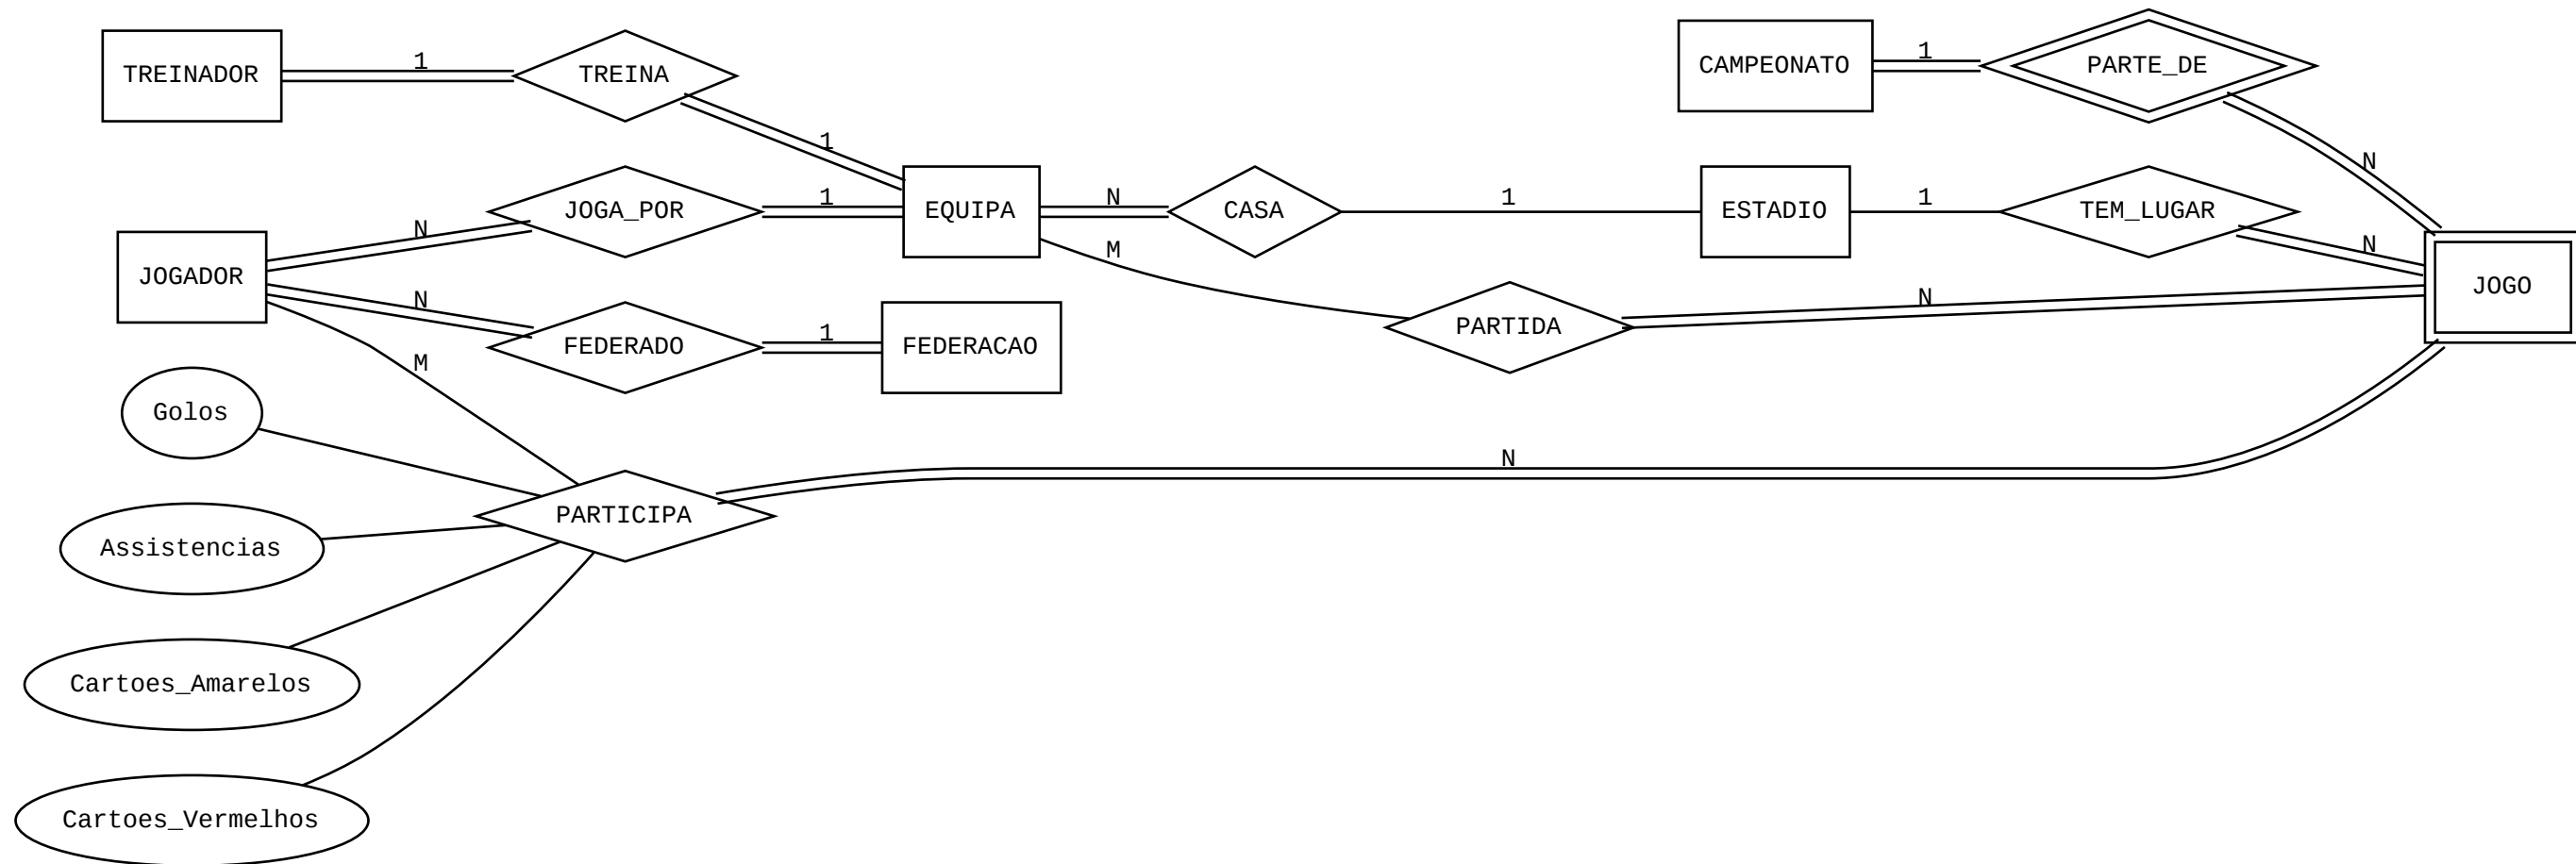 TREINADOR
1
TREINA
1
CAMPEONATO
1
PARTE_DE
N
JOGADOR
N
JOGA_POR
1
EQUIPA
N
CASA
1
ESTADIO
1
TEM_LUGAR
N
JOGO
N
FEDERADO
1
FEDERACAO
M
PARTIDA
N
M
Golos
Assistencias
Cartoes_Amarelos
Cartoes_Vermelhos
PARTICIPA
N